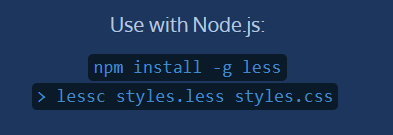 Use with Node.js:
npm install -g less
> lessc styles.less styles.css